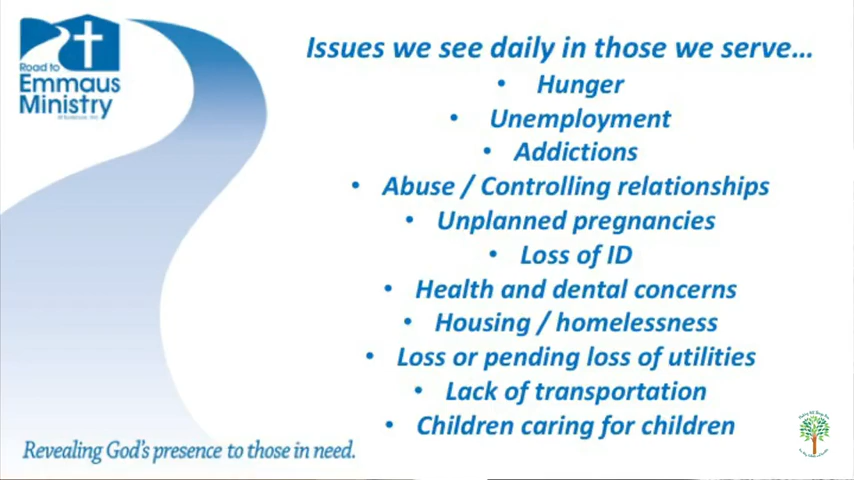 Road to
Emmaus
Ministry
Issues we see daily in those we serve…
• Hunger
• Unemployment
• Addictions
• Abuse / Controlling relationships
• Unplanned pregnancies
• Loss of ID
• Health and dental concerns
• Housing / homelessness
• Loss or pending loss of utilities
• Lack of transportation
• Children caring for children
Revealing God's presence to those in need.